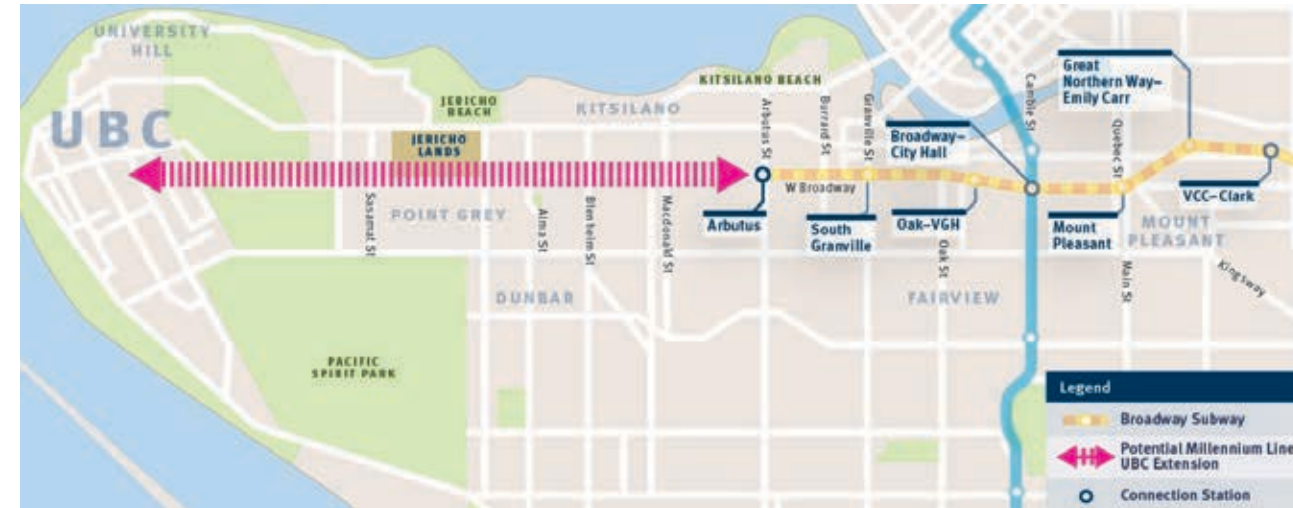 UNIVERSITY
HILL
UBC
JERICHO
BEACH
JERICHO
LANDS
KITSILANO
KITSILANO BEACH
Arbutus St
Burrard St
Granville St
Cambie St
Quebec St
Great
Northern Way–
Emily Carr
Broadway–
City Hall
VCC–Clark
W Broadway
Arbutus
South
Granville
Oak–VGH
Mount
Pleasant
MOUNT
PLEASANT
Sasamat St
POINT GREY
Alma St
Blenheim St
Macdonald St
Oak St
Main St
Kingsway
DUNBAR
FAIRVIEW
PACIFIC
SPIRIT PARK
Legend
Broadway Subway
Potential Millennium Line
UBC Extension
Connection Station